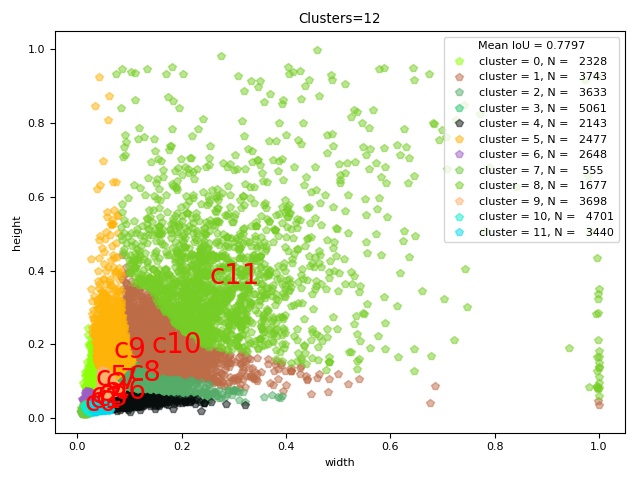 Clusters=12
Mean IoU = 0.7797
cluster = 0, N = 2328
cluster = 1, N = 3743
cluster = 2, N = 3633
cluster = 3, N = 5061
cluster = 4, N = 2143
cluster = 5, N = 2477
cluster = 6, N = 2648
cluster = 7, N = 555
cluster = 8, N = 1677
cluster = 9, N = 3698
cluster = 10, N = 4701
cluster = 11, N = 3440
1.0
0.8
0.6
0.4
0.2
0.0
height
c11
c10
c9
c8
0.0 0.2 0.4 0.6 0.8 1.0
width